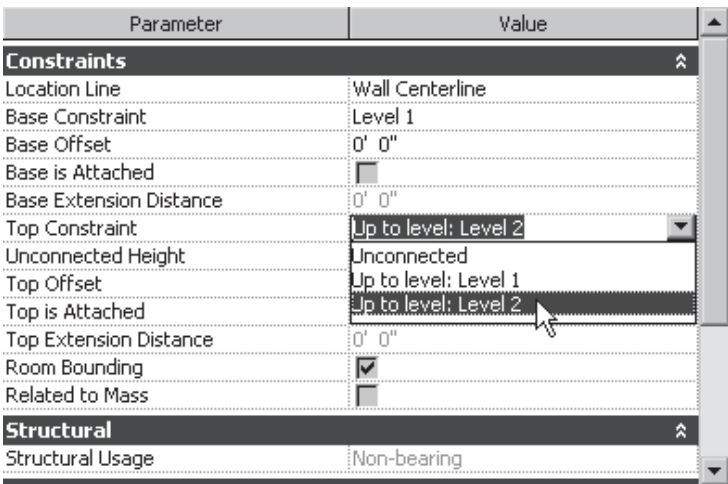 Parameter Value
Constraints
Location Line Wall Centerline
Base Constraint Level 1
Base Offset 0' 0"
Base is Attached
Base Extension Distance 0' 0"
Top Constraint Up to level: Level 2
Unconnected Height Unconnected
Top Offset Up to level: Level 1
Top is Attached Up to level: Level 2
Top Extension Distance 0' 0"
Room Bounding
Related to Mass
Structural
Structural Usage Non-bearing